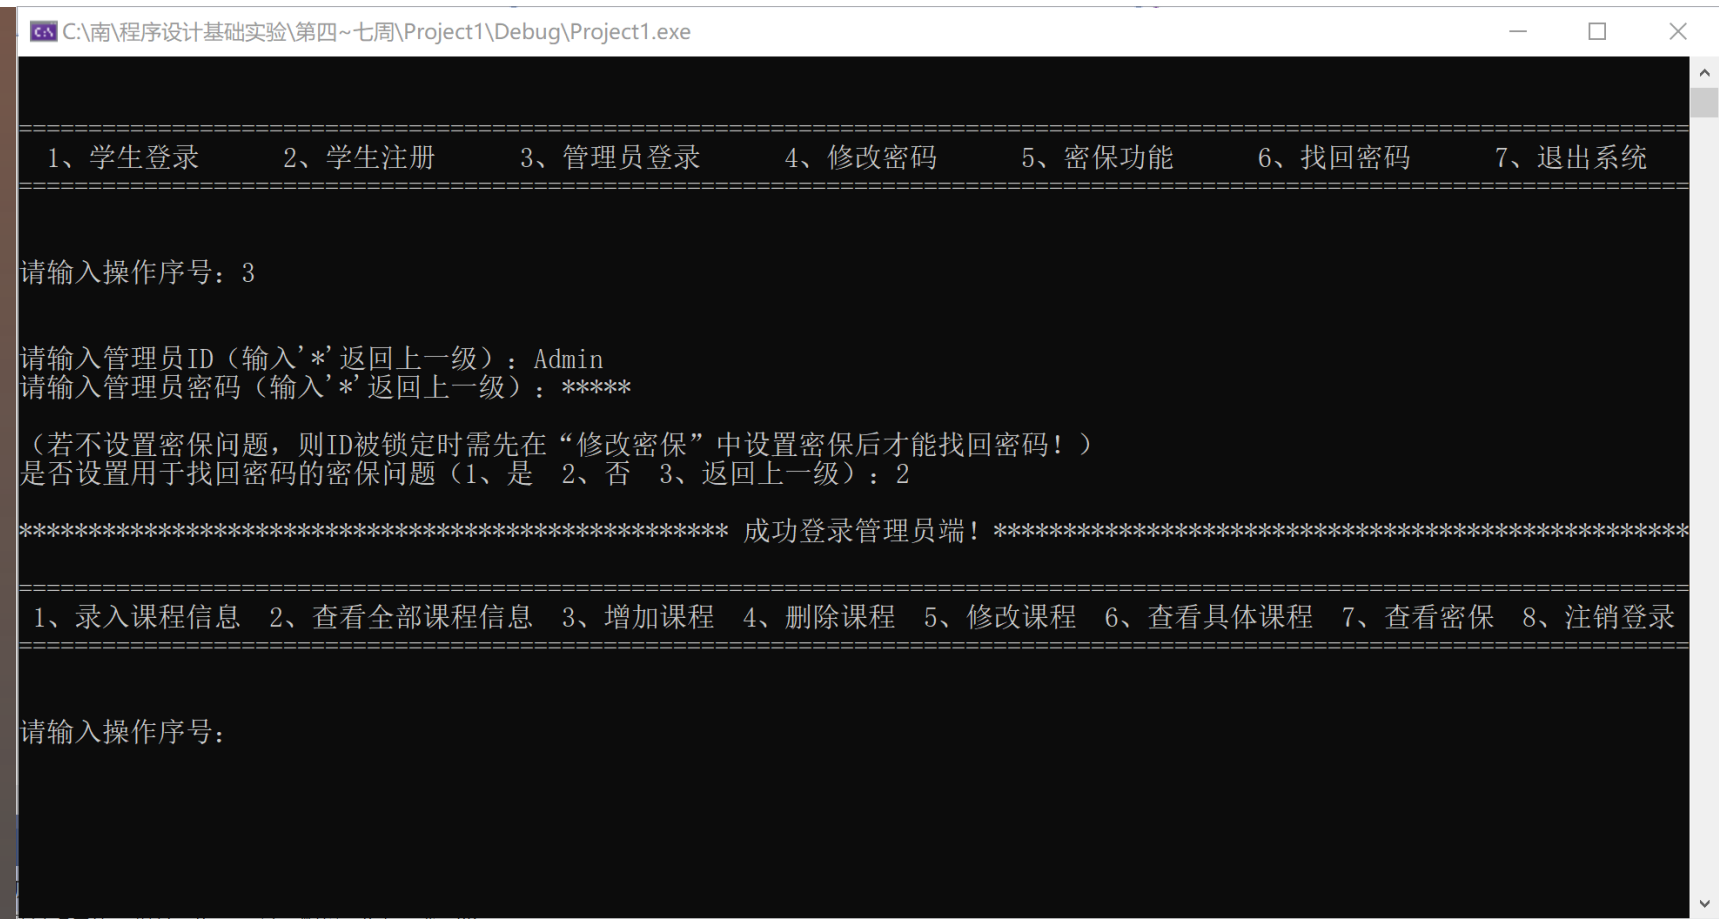 C:\南\程序设计基础实验\第四~七周\Project1\Debug\Project1.exe
========================================================================================================================
1、学生登录      2、学生注册      3、管理员登录      4、修改密码      5、密保功能      6、找回密码      7、退出系统
========================================================================================================================
请输入操作序号：3
请输入管理员ID（输入'*'返回上一级）：Admin
请输入管理员密码（输入'*'返回上一级）：*****
（若不设置密保问题，则ID被锁定时需先在“修改密保”中设置密保后才能找回密码！）
是否设置用于找回密码的密保问题（1、是  2、否  3、返回上一级）：2
*************************************************** 成功登录管理员端！**************************************************
========================================================================================================================
1、录入课程信息  2、查看全部课程信息  3、增加课程  4、删除课程  5、修改课程  6、查看具体课程  7、查看密保  8、注销登录
========================================================================================================================
请输入操作序号：